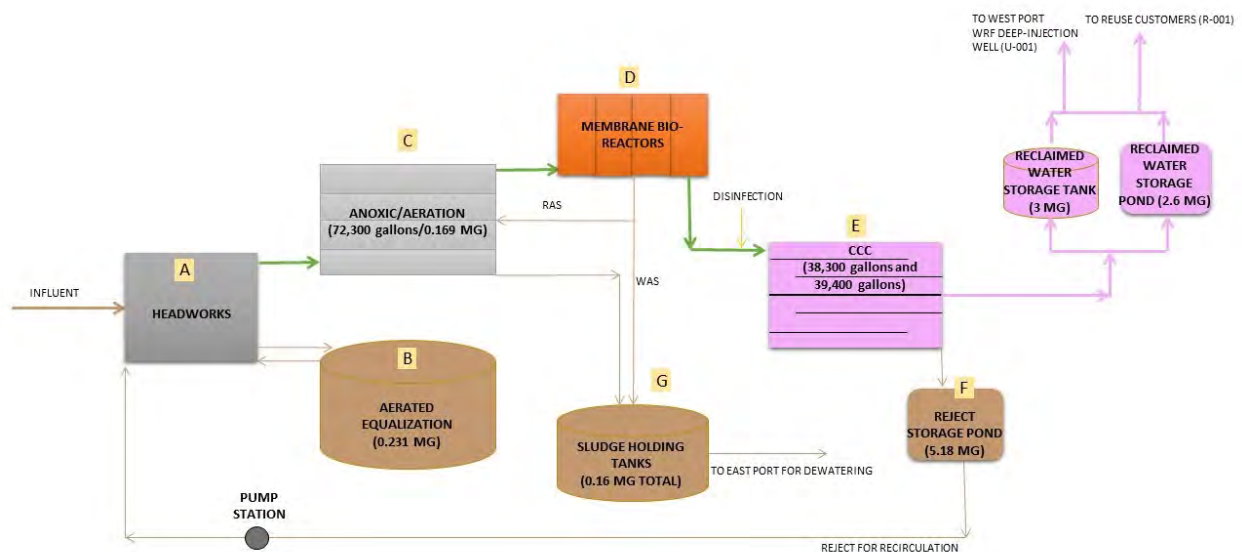 TO WEST PORT
WRF DEEP-INJECTION
WELL (U-001)
TO REUSE CUSTOMERS (R-001)
D
MEMBRANE BIO-
REACTORS
C
ANOXIC/AERATION
(72,300 gallons/0.169 MG)
RAS
DISINFECTION
RECLAIMED
WATER
STORAGE TANK
(3 MG)
RECLAIMED
WATER
STORAGE
POND (2.6 MG)
E
CCC
(38,300 gallons and
39,400 gallons)
A
HEADWORKS
INFLUENT
WAS
B
AERATED
EQUALIZATION
(0.231 MG)
G
SLUDGE HOLDING
TANKS
(0.16 MG TOTAL)
TO EAST PORT FOR DEWATERING
F
REJECT
STORAGE POND
(5.18 MG)
PUMP
STATION
REJECT FOR RECIRCULATION